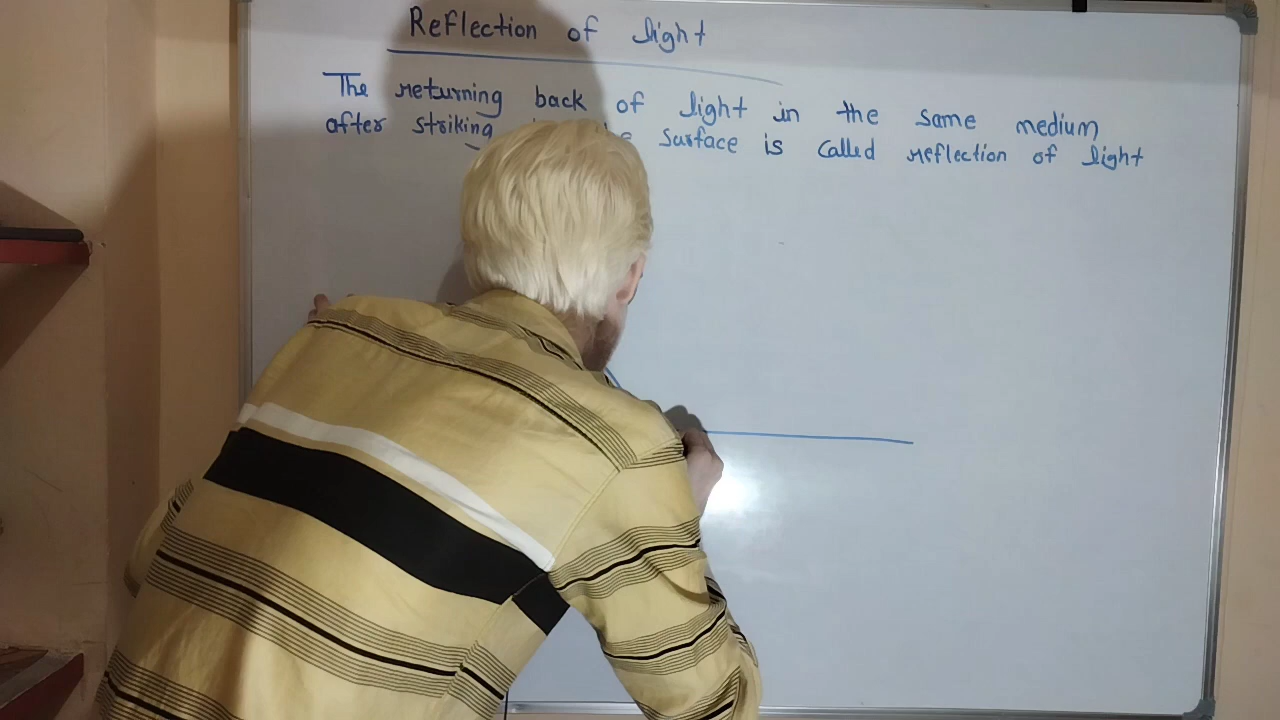 Reflection of light
The returning back of light in the same medium
after striking surface is called reflection of light